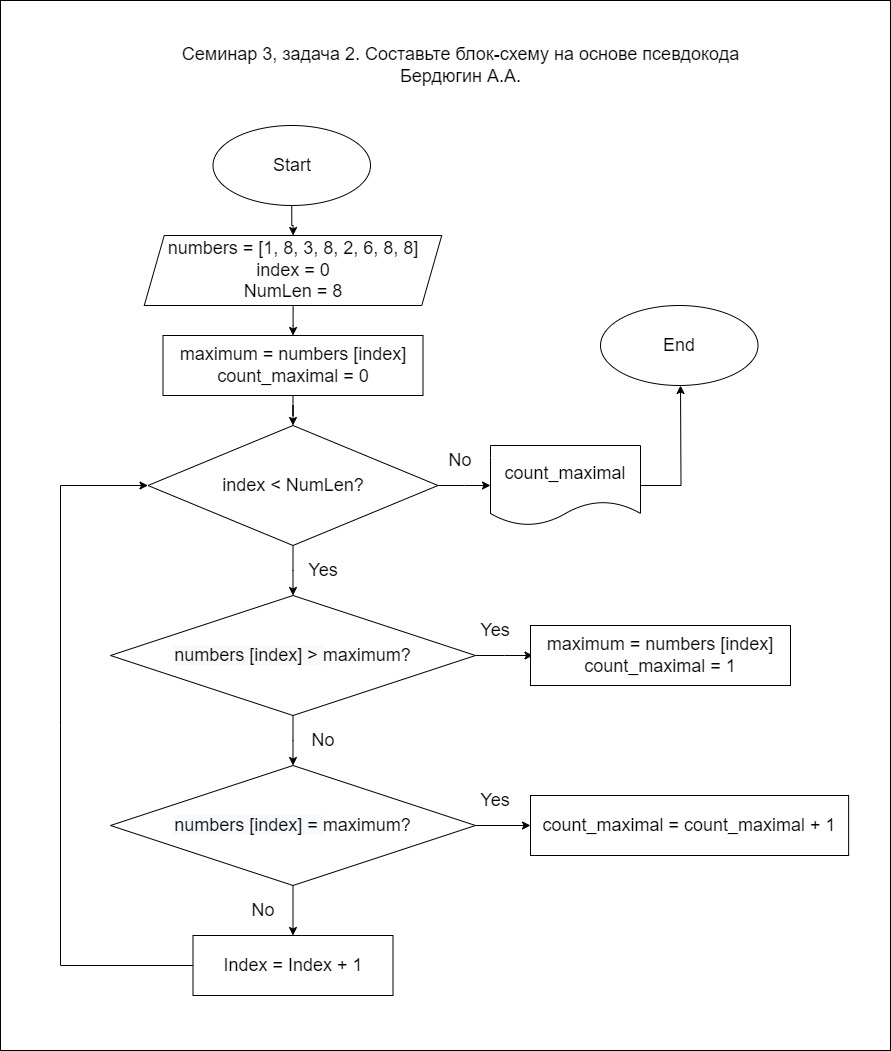 Семинар 3, задача 2. Составьте блок-схему на основе псевдокода
Бердюгин А.А.
Start
numbers = [1, 8, 3, 8, 2, 6, 8, 8]
index = 0
NumLen = 8
maximum = numbers [index]
count_maximal = 0
End
index < NumLen?
No
count_maximal
Yes
numbers [index] > maximum?
Yes
maximum = numbers [index]
count_maximal = 1
No
numbers [index] = maximum?
Yes
count_maximal = count_maximal + 1
No
Index = Index + 1